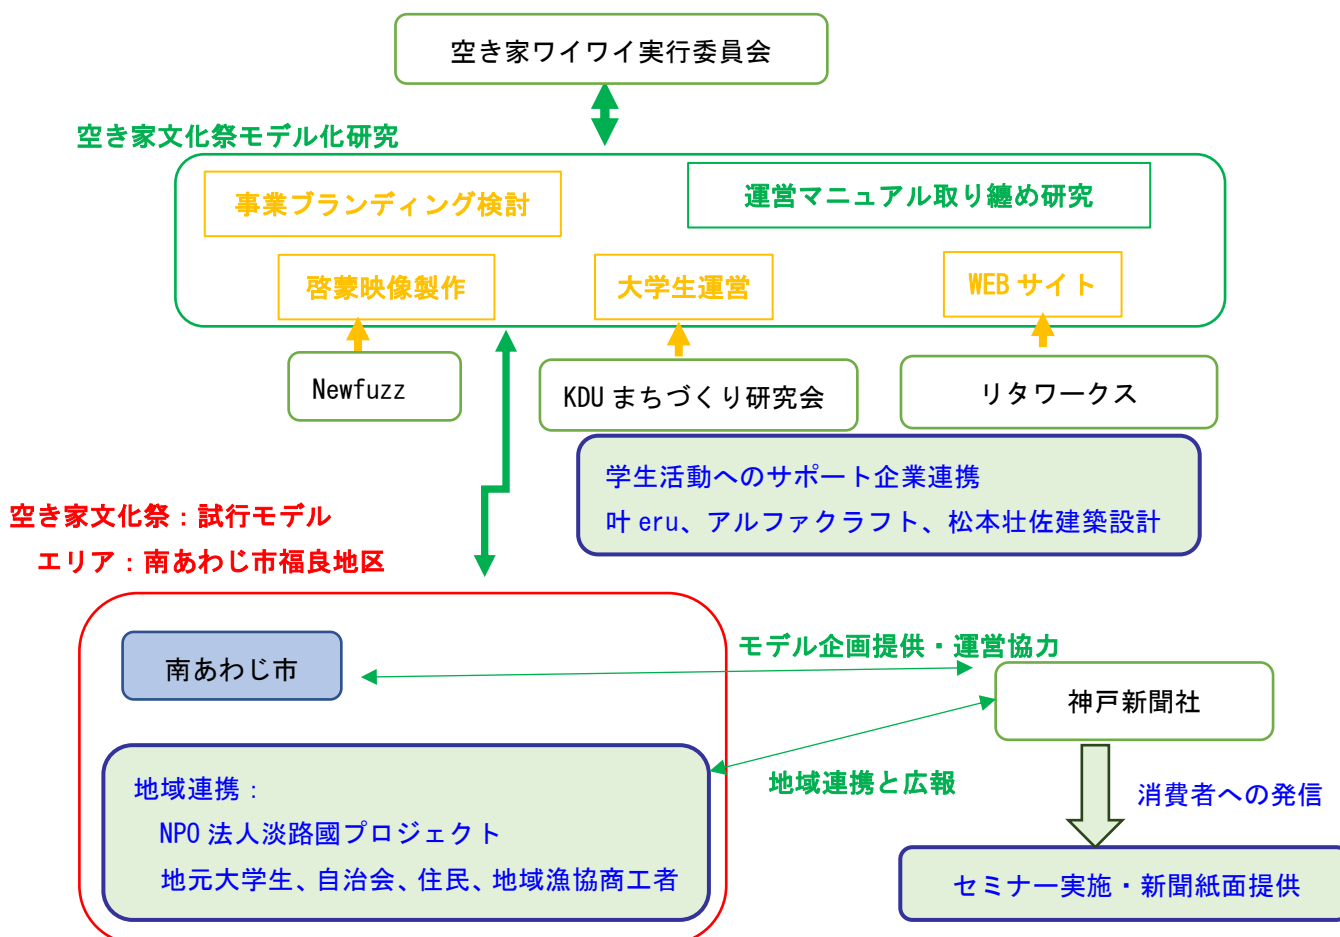 空き家ワイワイ実行委員会
空き家文化祭モデル化研究
事業ブランディング検討
運営マニュアル取り纏め研究
啓蒙映像製作
大学生運営
WEB サイト
Newfuzz
KDU まちづくり研究会
リタワークス
学生活動へのサポート企業連携
叶 eru、アルファクラフト、松本壮佐建築設計
空き家文化祭：試行モデル
エリア：南あわじ市福良地区
南あわじ市
モデル企画提供・運営協力
神戸新聞社
地域連携と広報
地域連携：
NPO 法人淡路國プロジェクト
地元大学生、自治会、住民、地域漁協商工者
消費者への発信
セミナー実施・新聞紙面提供